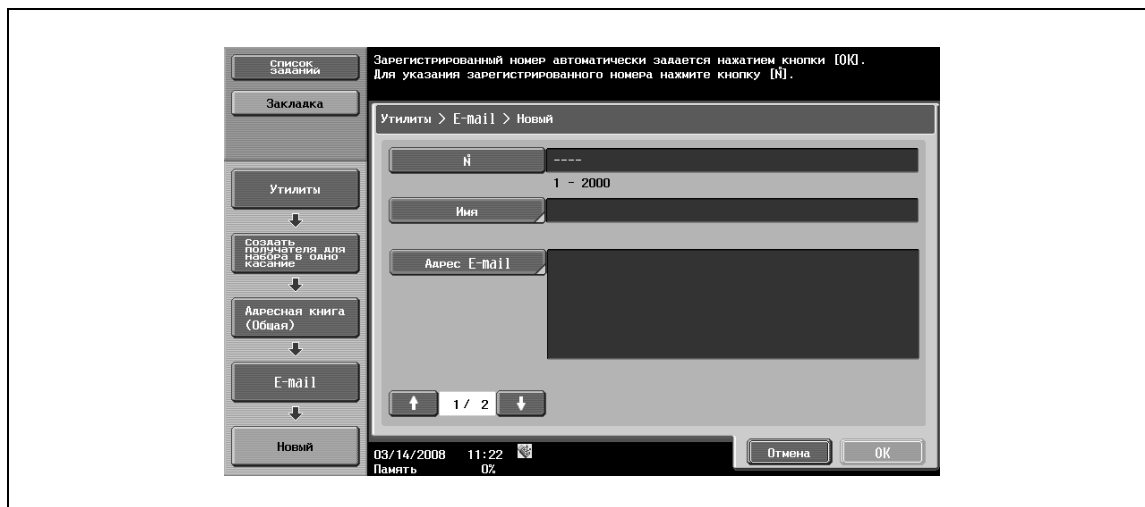 Список
заданий
Закладка
Утилиты
Создать
получателя для
набора в одно
касание
Адресная книга
(Общая)
E-mail
Новый
Зарегистрированный номер автоматически задается нажатием кнопки [OK].
Для указания зарегистрированного номера нажмите кнопку [N̊].
Утилиты > E-mail > Новый
N̊
----
1 - 2000
Имя
Адрес E-mail
1/ 2
03/14/2008 11:22
Память 0%
Отмена
OK